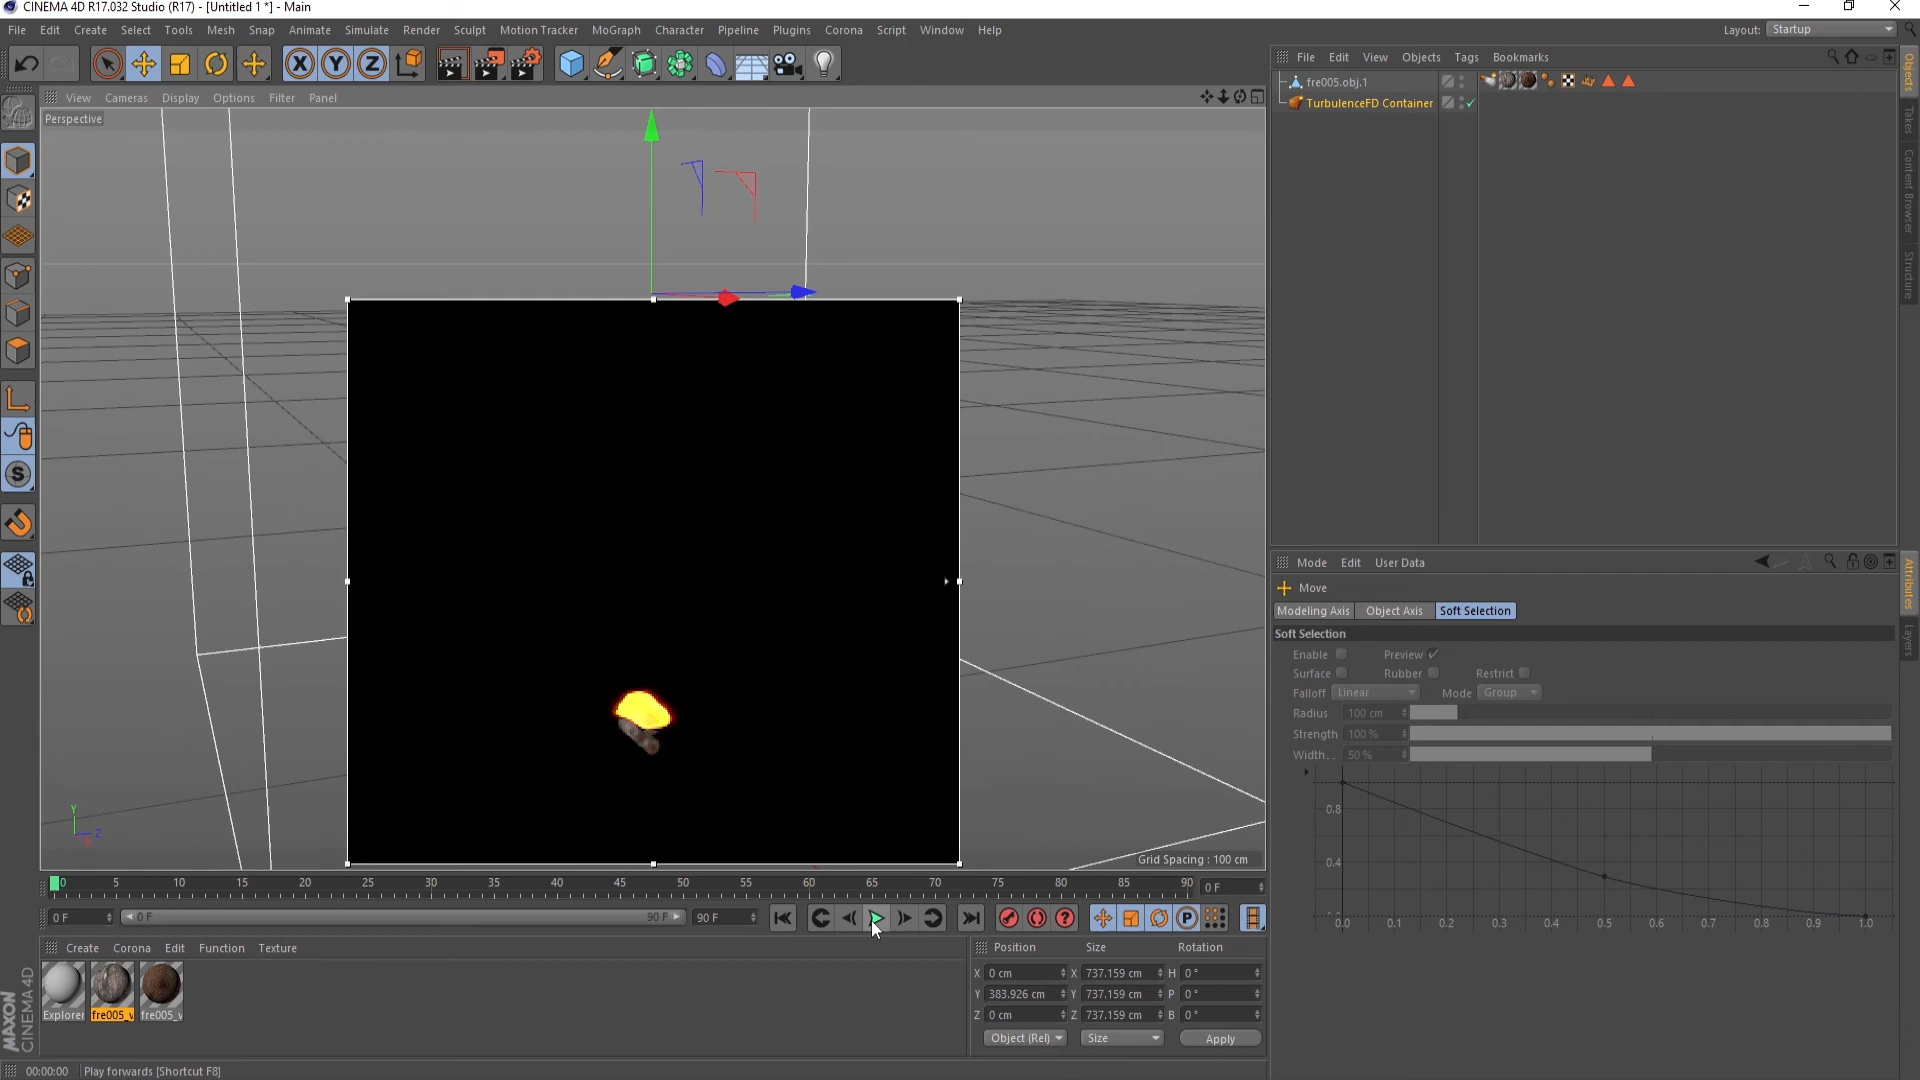 CINEMA 4D R17.032 Studio (R17) - [Untitled 1 *] - Main
File Edit Create Select Tools Mesh Snap Animate Simulate Render Sculpt Motion Tracker MoGraph Character Pipeline Plugins Corona Script Window Help
Layout: Startup
File Edit View Objects Tags Bookmarks
fre005.obj.1
TurbulenceFD Container
Objects
Takes
Content Browser
Structure
View Cameras Display Options Filter Panel
Perspective
Y
Z
X
Grid Spacing : 100 cm
Mode Edit User Data
Move
Modeling Axis Object Axis Soft Selection
Soft Selection
Enable Preview
Surface Rubber Restrict
Falloff Linear Mode Group
Radius 100 cm
Strength 100 %
Width.. 50 %
0.8
0.4
0.0 0.1 0.2 0.3 0.4 0.5 0.6 0.7 0.8 0.9 1.0
Attributes
Layers
0 5 10 15 20 25 30 35 40 45 50 55 60 65 70 75 80 85 90 0 F
0 F 0 F 90 F 90 F
P
Create Corona Edit Function Texture
Explorer fre005_v fre005_v
Position Size Rotation
X 0 cm X 737.159 cm H 0 °
Y 383.926 cm Y 737.159 cm P 0 °
Z 0 cm Z 737.159 cm B 0 °
Object (Rel) Size Apply
MAXON
CINEMA 4D
00:00:00 Play forwards [Shortcut F8]